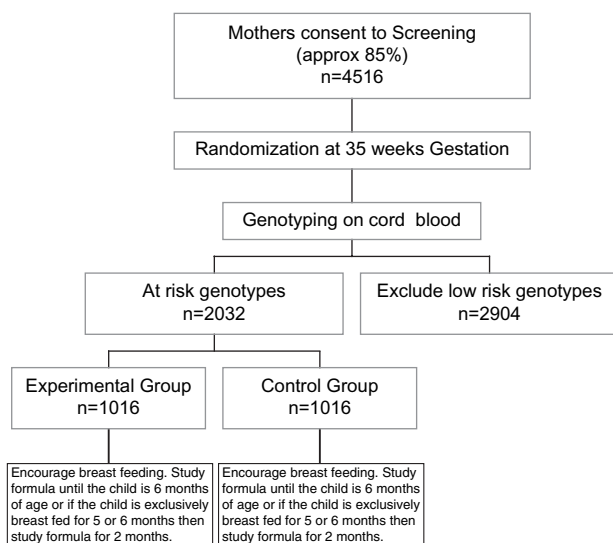 Mothers consent to Screening
(approx 85%)
n=4516
Randomization at 35 weeks Gestation
Genotyping on cord blood
At risk genotypes
n=2032
Exclude low risk genotypes
n=2904
Experimental Group
n=1016
Control Group
n=1016
Encourage breast feeding. Study
formula until the child is 6 months
of age or if the child is exclusively
breast fed for 5 or 6 months then
study formula for 2 months.
Encourage breast feeding. Study
formula until the child is 6 months
of age or if the child is exclusively
breast fed for 5 or 6 months then
study formula for 2 months.